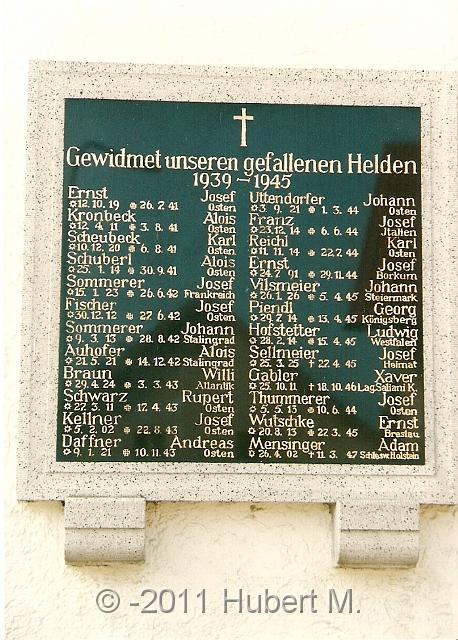 Gewidmet unseren gefallenen Helden
1939 – 1945
Ernst Josef
✡12.10.19 ⊕ 26.2.41 Osten
Kronbeck Alois
✡12.4.11 ⊕ 3.8.41 Osten
Scheubeck Karl
✡10.12.20 ⊕ 6.8.41 Osten
Schuberl Alois
✡25.1.14 ⊕ 30.9.41 Osten
Sommerer Josef
✡15.1.23 ⊕ 26.6.42 Frankreich
Fischer Josef
✡30.12.12 ⊕ 27.6.42 Osten
Sommerer Johann
✡9.3.13 ⊕ 28.8.42 Stalingrad
Auhofer Alois
✡21.5.21 ⊕ 14.12.42 Stalingrad
Braun Willi
✡29.4.24 ⊕ 3.3.43 Atlantik
Schwarz Rupert
✡22.3.11 ⊕ 17.4.43 Osten
Kellner Josef
✡5.2.02 ⊕ 22.8.43 Osten
Daffner Andreas
✡9.1.21 ⊕ 10.11.43 Osten
Uttendorfer Johann
✡3.9.21 ⊕ 1.3.44 Osten
Franz Josef
✡23.12.14 ⊕ 6.6.44 Jtalien
Reichl Karl
✡11.11.14 ⊕ 22.7.44 Osten
Ernst Josef
✡24.7.91 ⊕ 29.11.44 Borkum
Vilsmeier Johann
✡26.1.26 ⊕ 5.4.45 Steiermark
Piendl Georg
✡29.7.14 ⊕ 13.4.45 Königsberg
Hofstetter Ludwig
✡28.2.14 ⊕ 15.4.45 Westfalen
Sellmeier Josef
✡25.3.25 † 22.4.45 Heimat
Gabler Xaver
✡25.10.11 † 18.10.46 Lag.Saliani K.
Thummerer Josef
✡5.5.13 ⊕ 10.6.44 Osten
Wutschke Ernst
✡20.8.13 ⊕ 22.3.45 Breslau
Mensinger Adam
✡26.4.02 † 11.3.47 Schlesw.Holstein
© -2011 Hubert M.